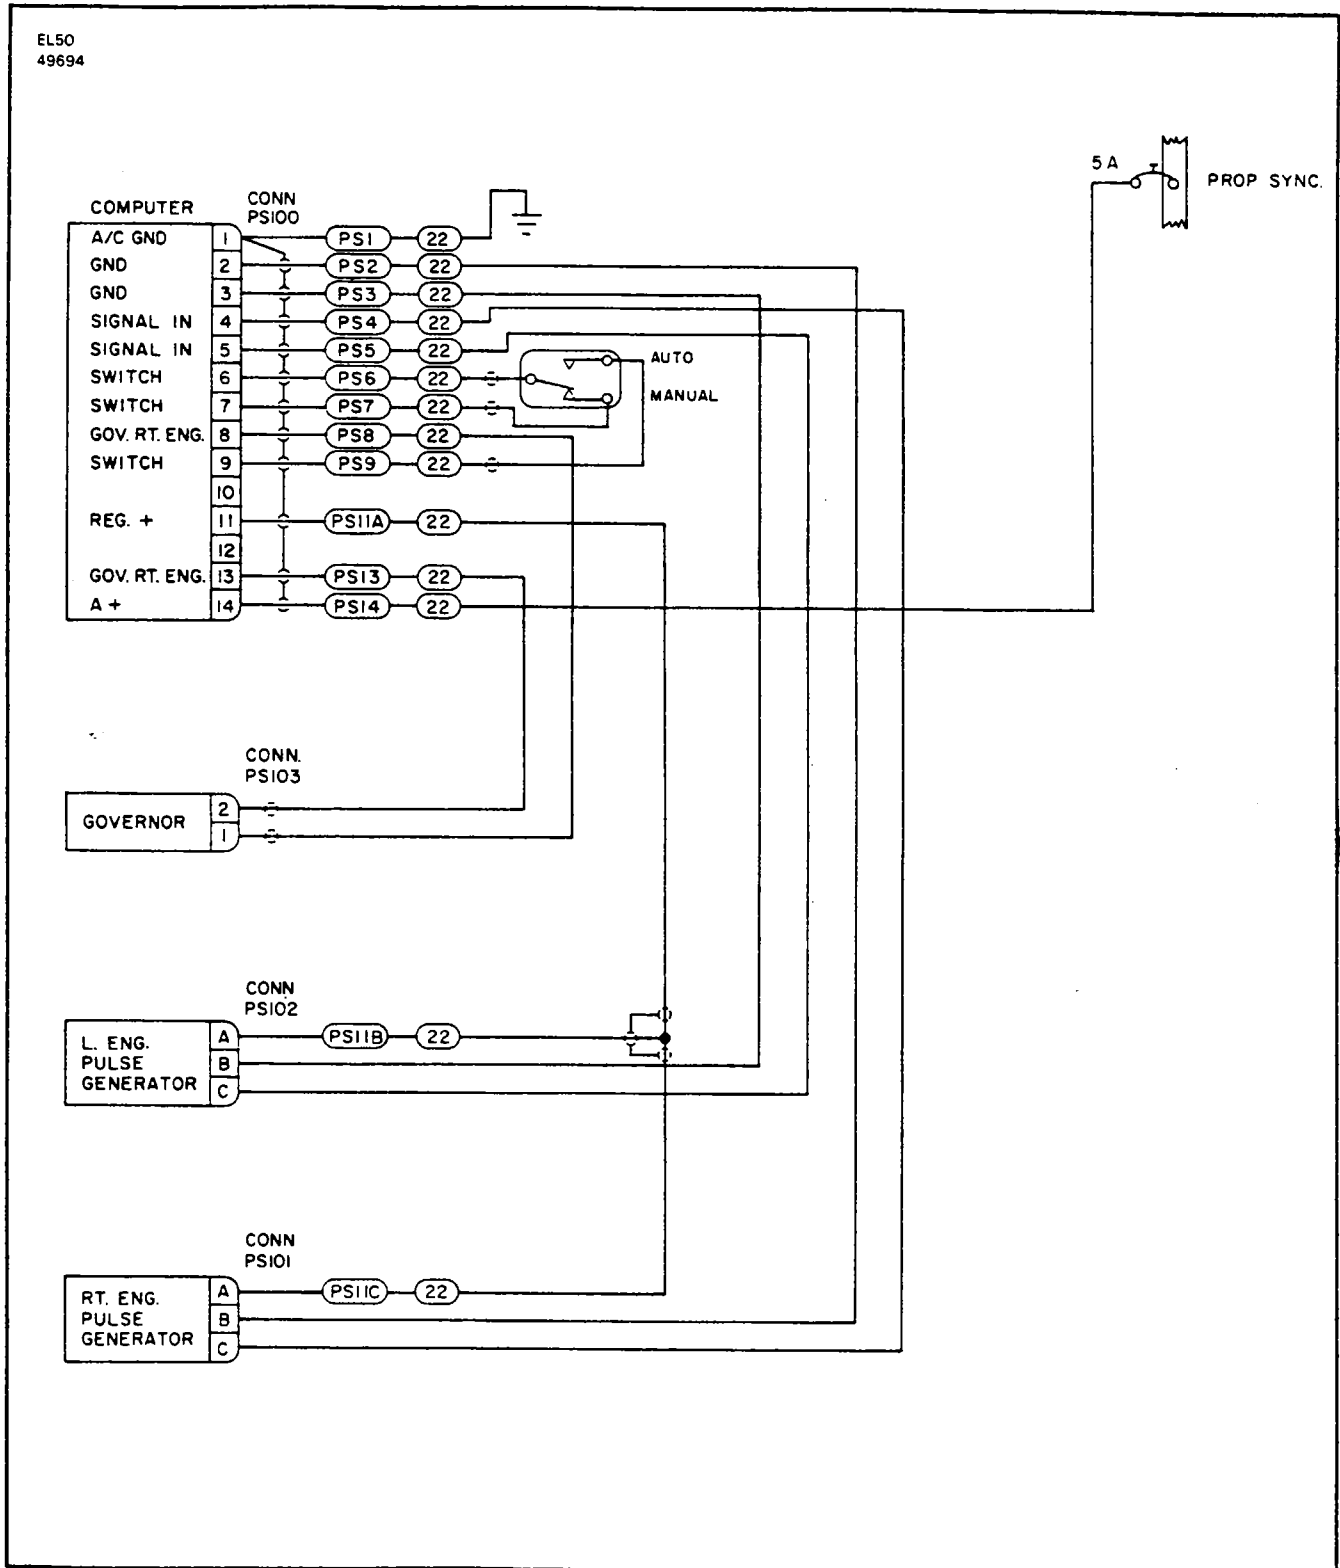 EL50
49694
5 A
PROP SYNC.
COMPUTER
CONN
PS100
A/C GND 1 PS1 22
GND 2 PS2 22
GND 3 PS3 22
SIGNAL IN 4 PS4 22
SIGNAL IN 5 PS5 22
SWITCH 6 PS6 22
AUTO
MANUAL
SWITCH 7 PS7 22
GOV. RT. ENG. 8 PS8 22
SWITCH 9 PS9 22
10
REG. + 11 PS11A 22
12
GOV. RT. ENG. 13 PS13 22
A + 14 PS14 22
CONN.
PS103
GOVERNOR
2
1
CONN
PS102
L. ENG.
PULSE
GENERATOR
A PS11B 22
B
C
CONN
PS101
RT. ENG.
PULSE
GENERATOR
A PS11C 22
B
C